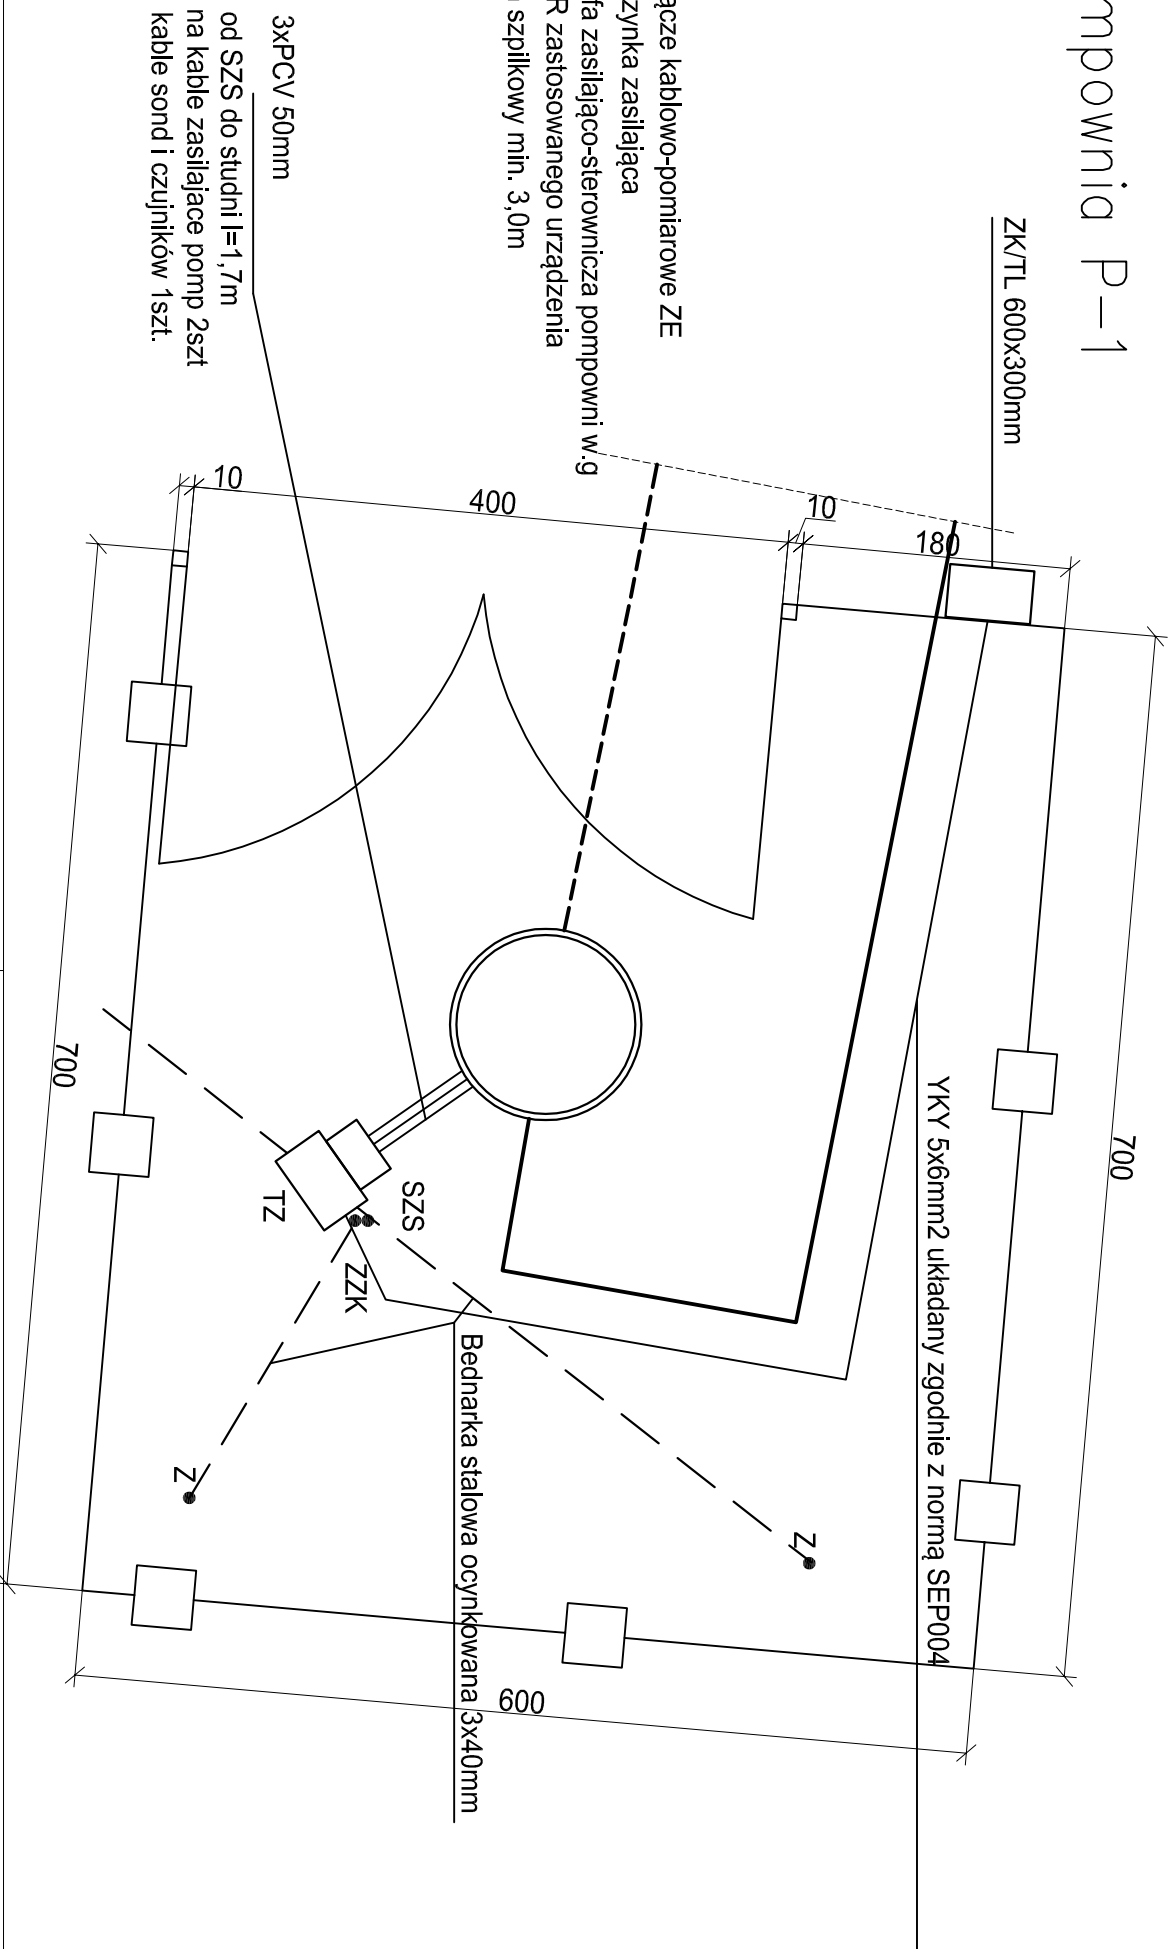 mpownia P-1
ZK/TL 600x300mm
ącze kablowo-pomiarowe ZE
zynka zasilająca
fa zasilająco-sterownicza pompowni w.g
R zastosowanego urządzenia
szpilkowy min. 3,0m
3xPCV 50mm
od SZS do studni l=1,7m
na kable zasilajace pomp 2szt
kable sond i czujników 1szt.
10
400
10
180
700
700
600
YKY 5x6mm2 układany zgodnie z normą SEP004
SZS
TZ
ZZK
Bednarka stalowa ocynkowana 3x40mm
Z
Z